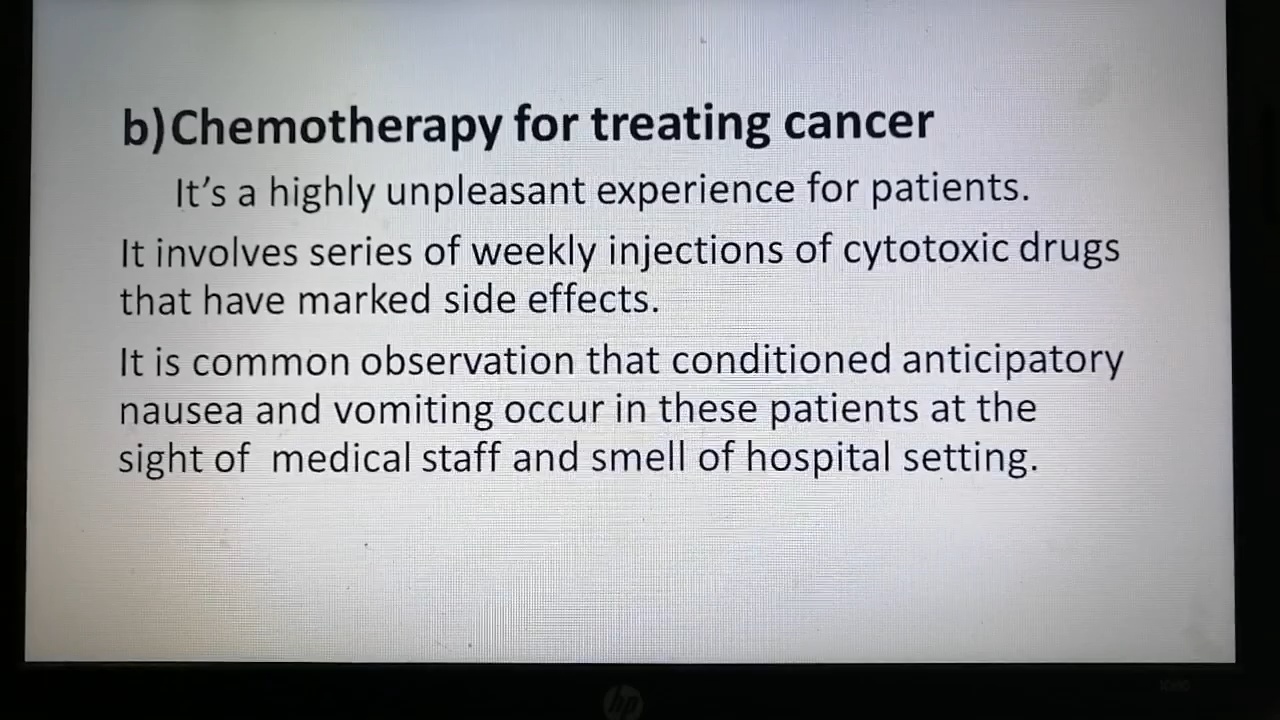 b)Chemotherapy for treating cancer
It's a highly unpleasant experience for patients.
It involves series of weekly injections of cytotoxic drugs
that have marked side effects.
It is common observation that conditioned anticipatory
nausea and vomiting occur in these patients at the
sight of  medical staff and smell of hospital setting.
hp